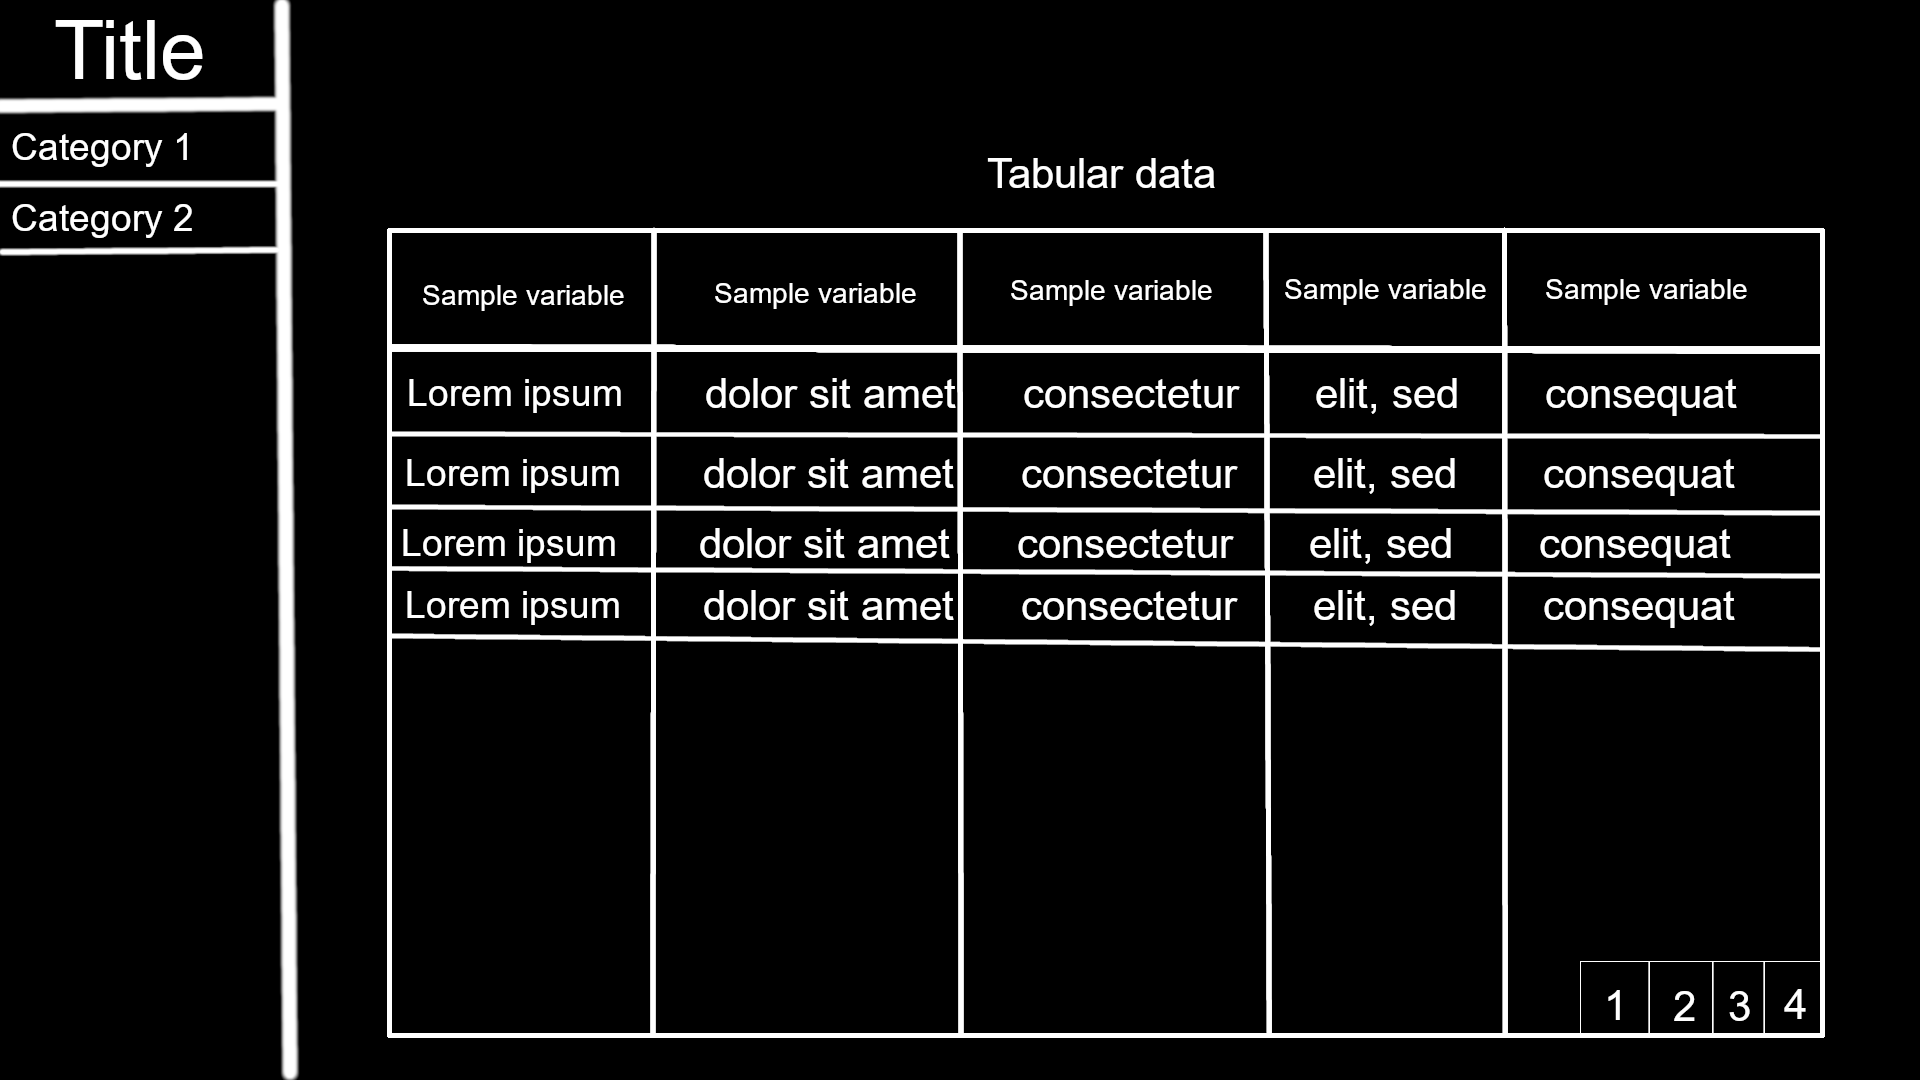 Title
Category 1
Category 2
Tabular data
Sample variable Sample variable Sample variable Sample variable Sample variable
Lorem ipsum dolor sit amet consectetur elit, sed consequat
Lorem ipsum dolor sit amet consectetur elit, sed consequat
Lorem ipsum dolor sit amet consectetur elit, sed consequat
Lorem ipsum dolor sit amet consectetur elit, sed consequat
1 2 3 4